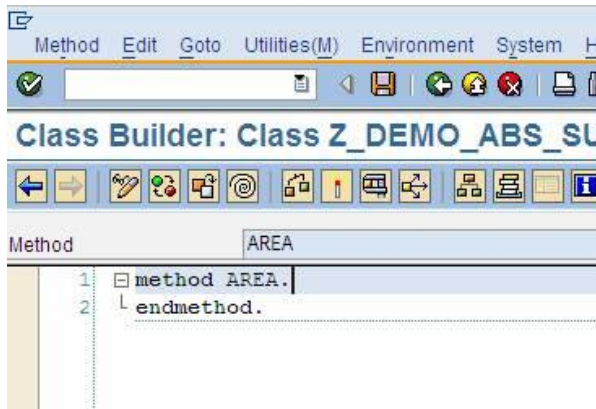 Method Edit Goto Utilities(M) Environment System H
Class Builder: Class Z_DEMO_ABS_SU
Method AREA
1 method AREA.
2 endmethod.